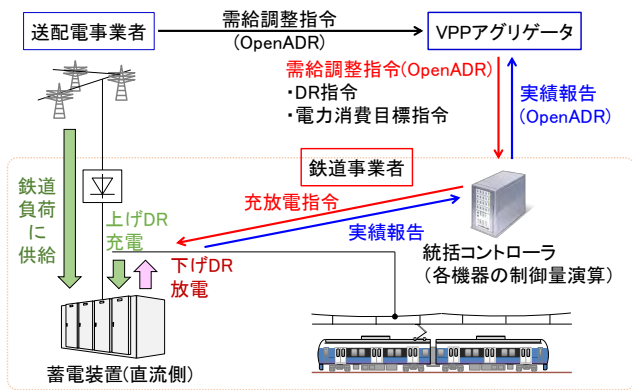 送配電事業者
需給調整指令
(OpenADR)
VPPアグリゲータ
需給調整指令(OpenADR)
・DR指令
・電力消費目標指令
実績報告
(OpenADR)
鉄道事業者
鉄道
負荷
に
供給
充放電指令
実績報告
上げDR
充電
下げDR
放電
統括コントローラ
(各機器の制御量演算)
蓄電装置(直流側)